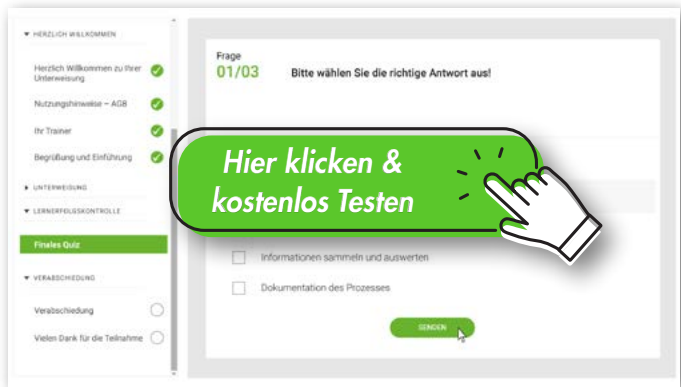 HERZLICH WILLKOMMEN
Herzlich Willkommen zu Ihrer
Unterweisung
Nutzungshinweise – AGB
Ihr Trainer
Begrüßung und Einführung
UNTERWEISUNG
LERNERFOLGSKONTROLLE
Finales Quiz
VERABSCHIEDUNG
Verabschiedung
Vielen Dank für die Teilnahme
Frage
01/03
Bitte wählen Sie die richtige Antwort aus!
Hier klicken &
kostenlos Testen
Informationen sammeln und auswerten
Dokumentation des Prozesses
SENDEN